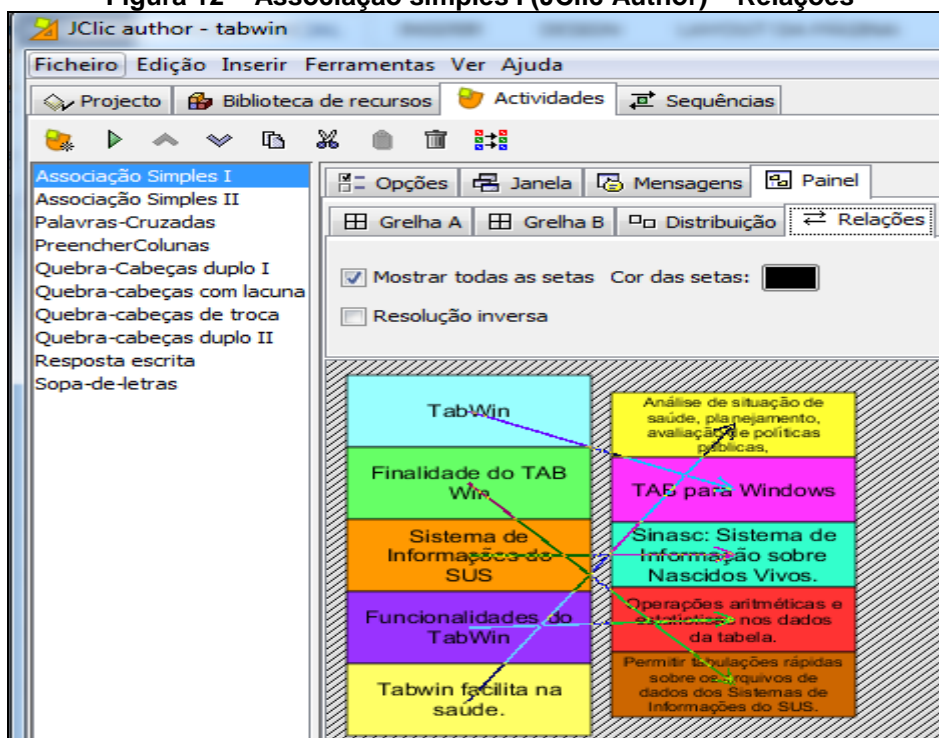 Figura 12 – Associação simples I (JClic Author) – Relações
JClic author - tabwin
Ficheiro Edição Inserir Ferramentas Ver Ajuda
Projecto Biblioteca de recursos Actividades Sequências
Associação Simples I
Associação Simples II
Palavras-Cruzadas
PreencherColunas
Quebra-Cabeças duplo I
Quebra-cabeças com lacuna
Quebra-cabeças de troca
Quebra-cabeças duplo II
Resposta escrita
Sopa-de-letras
Opções Janela Mensagens Painel
Grelha A Grelha B Distribuição Relações
Mostrar todas as setas Cor das setas:
Resolução inversa
TabWin
Finalidade do TAB
Win
Sistema de
Informações do
SUS
Funcionalidades do
TabWin
Tabwin facilita na
saúde.
Análise de situação de
saúde, planejamento,
avaliação de políticas
públicas,
TAB para Windows
Sinasc: Sistema de
Informação sobre
Nascidos Vivos.
Operações aritméticas e
estatísticas nos dados
da tabela.
Permitir tabulações rápidas
sobre os arquivos de
dados dos Sistemas de
Informações do SUS.